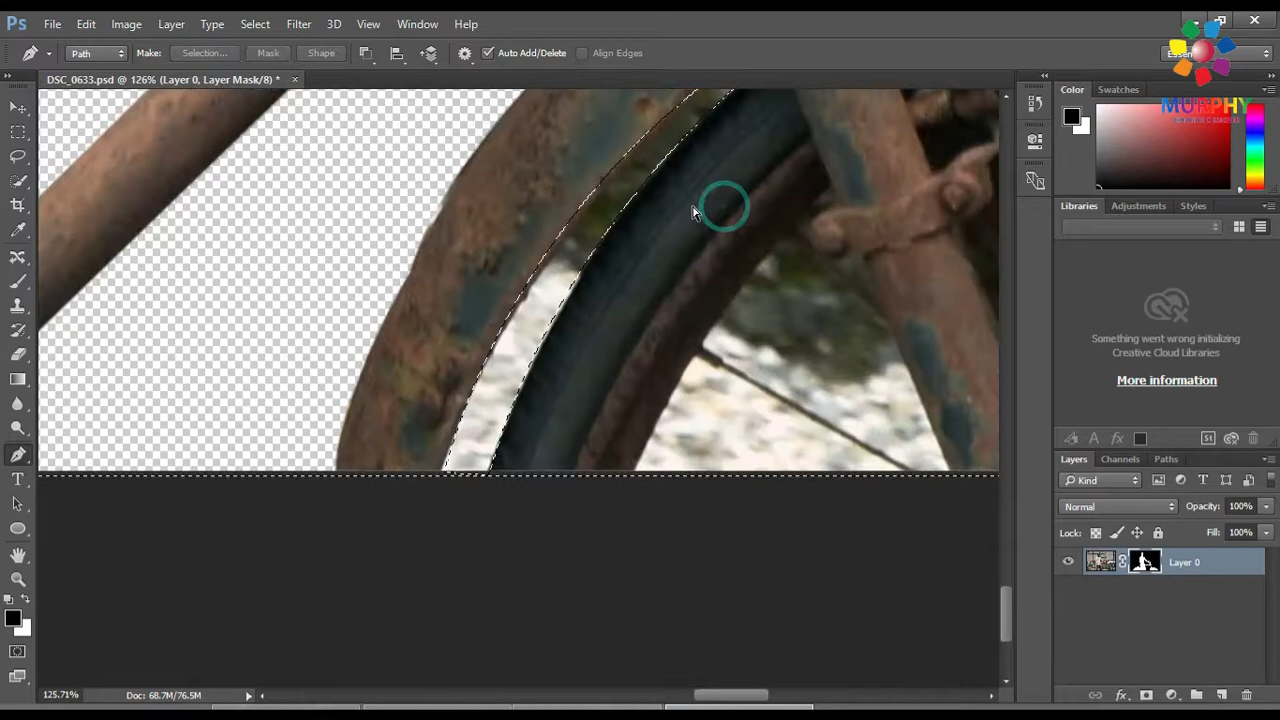 Ps File Edit Image Layer Type Select Filter 3D View Window Help
Path Make: Selection... Mask Shape Auto Add/Delete Align Edges
DSC_0633.psd @ 126% (Layer 0, Layer Mask/8) * ×
Color Swatches
MURPHY
Libraries Adjustments Styles
Something went wrong initializing
Creative Cloud Libraries
More information
St
Layers Channels Paths
Kind
Normal Opacity: 100%
Lock: Fill: 100%
Layer 0
125.71% Doc: 68.7M/76.5M